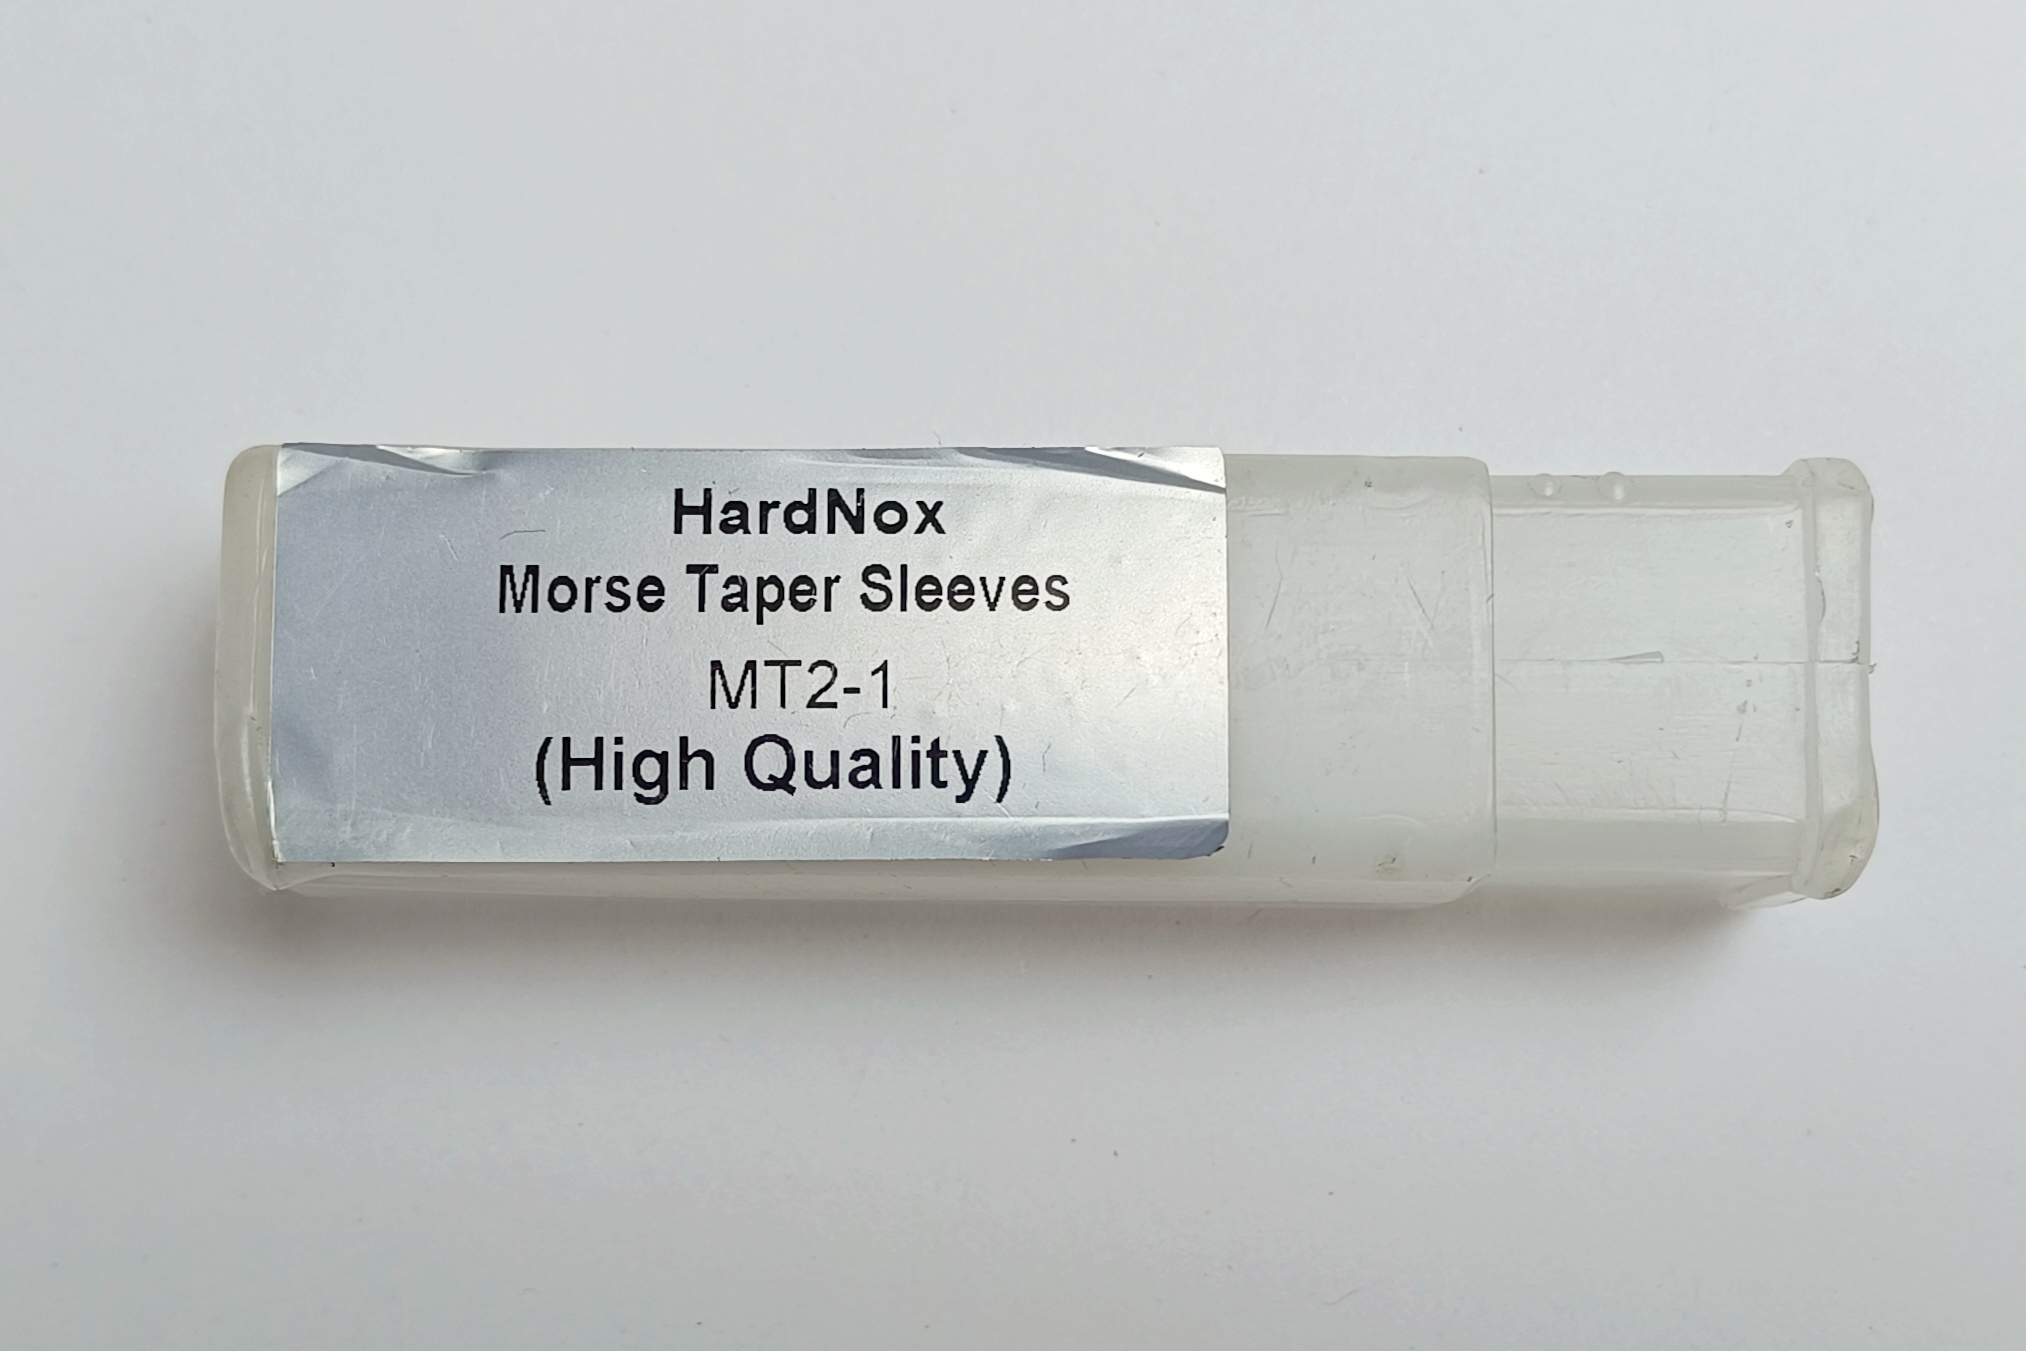 HardNox
Morse Taper Sleeves
MT2-1
(High Quality)